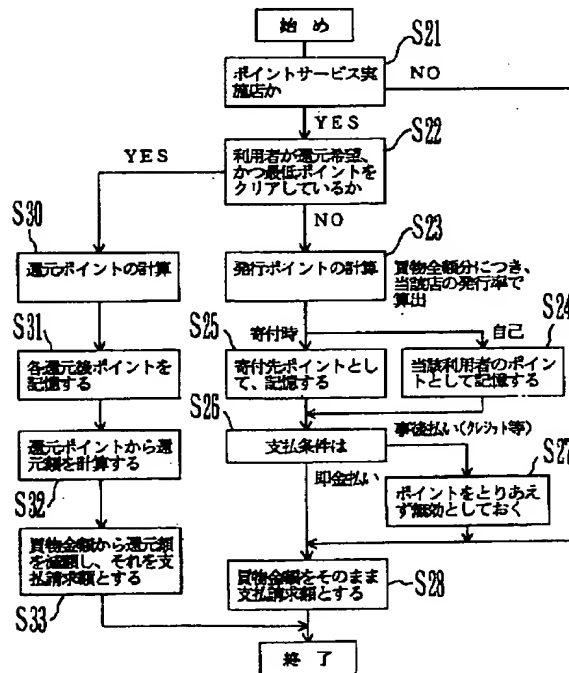 始め
S21
ポイントサービス実施店か
NO
YES
S22
利用者が還元希望、
かつ最低ポイントを
クリアしているか
YES
NO
S30
還元ポイントの計算
S23
発行ポイントの計算
買物金額分につき、
当該店の発行率で
算出
S31
各還元後ポイントを
記憶する
寄付時
自己
S25
寄付先ポイントとし
て、記憶する
S24
当該利用者のポイン
トとして記憶する
S26
支払条件は
事後払い(クレジット等)
即金払い
S27
ポイントをとりあえ
ず無効としておく
還元ポイントから還
元額を計算する
S32
買物金額から還元額
を減額し、それを支
払請求額とする
S33
買物金額をそのまま
支払請求額とする
S28
終了